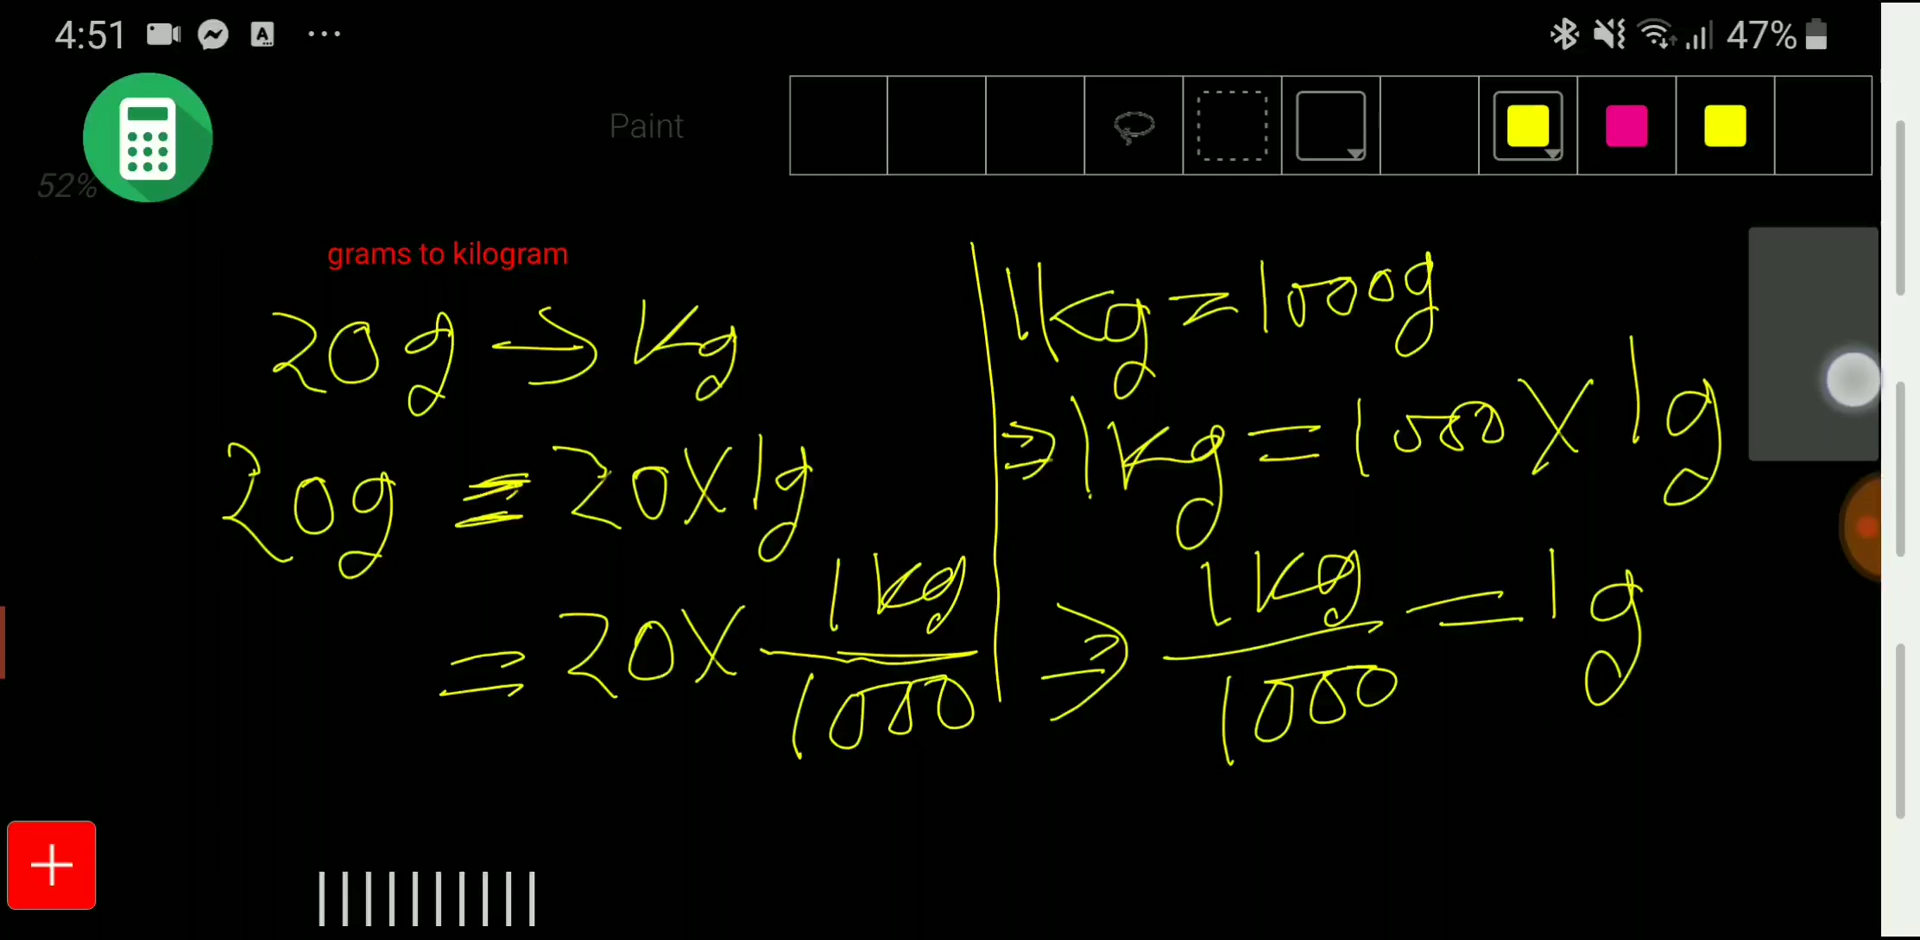 4:51 47%
Paint
52%
grams to kilogram
20g → kg
20g = 20 X 1g
= 20 X 1kg/1000
1kg = 1000g
⇒ 1kg = 1000 X 1g
⇒ 1kg/1000 = 1g